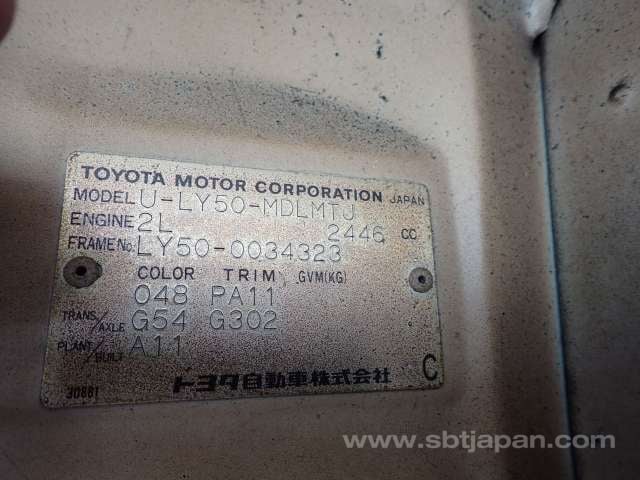 TOYOTA MOTOR CORPORATION JAPAN
MODEL U-LY50-MDLMTJ
ENGINE 2L 2446 CC
FRAME No. LY50-0034323
COLOR TRIM GVM(KG)
048 PA11
TRANS/AXLE G54 G302
PLANT/BUILT A11
トヨタ自動車株式会社 C
30881
www.sbtjapan.com